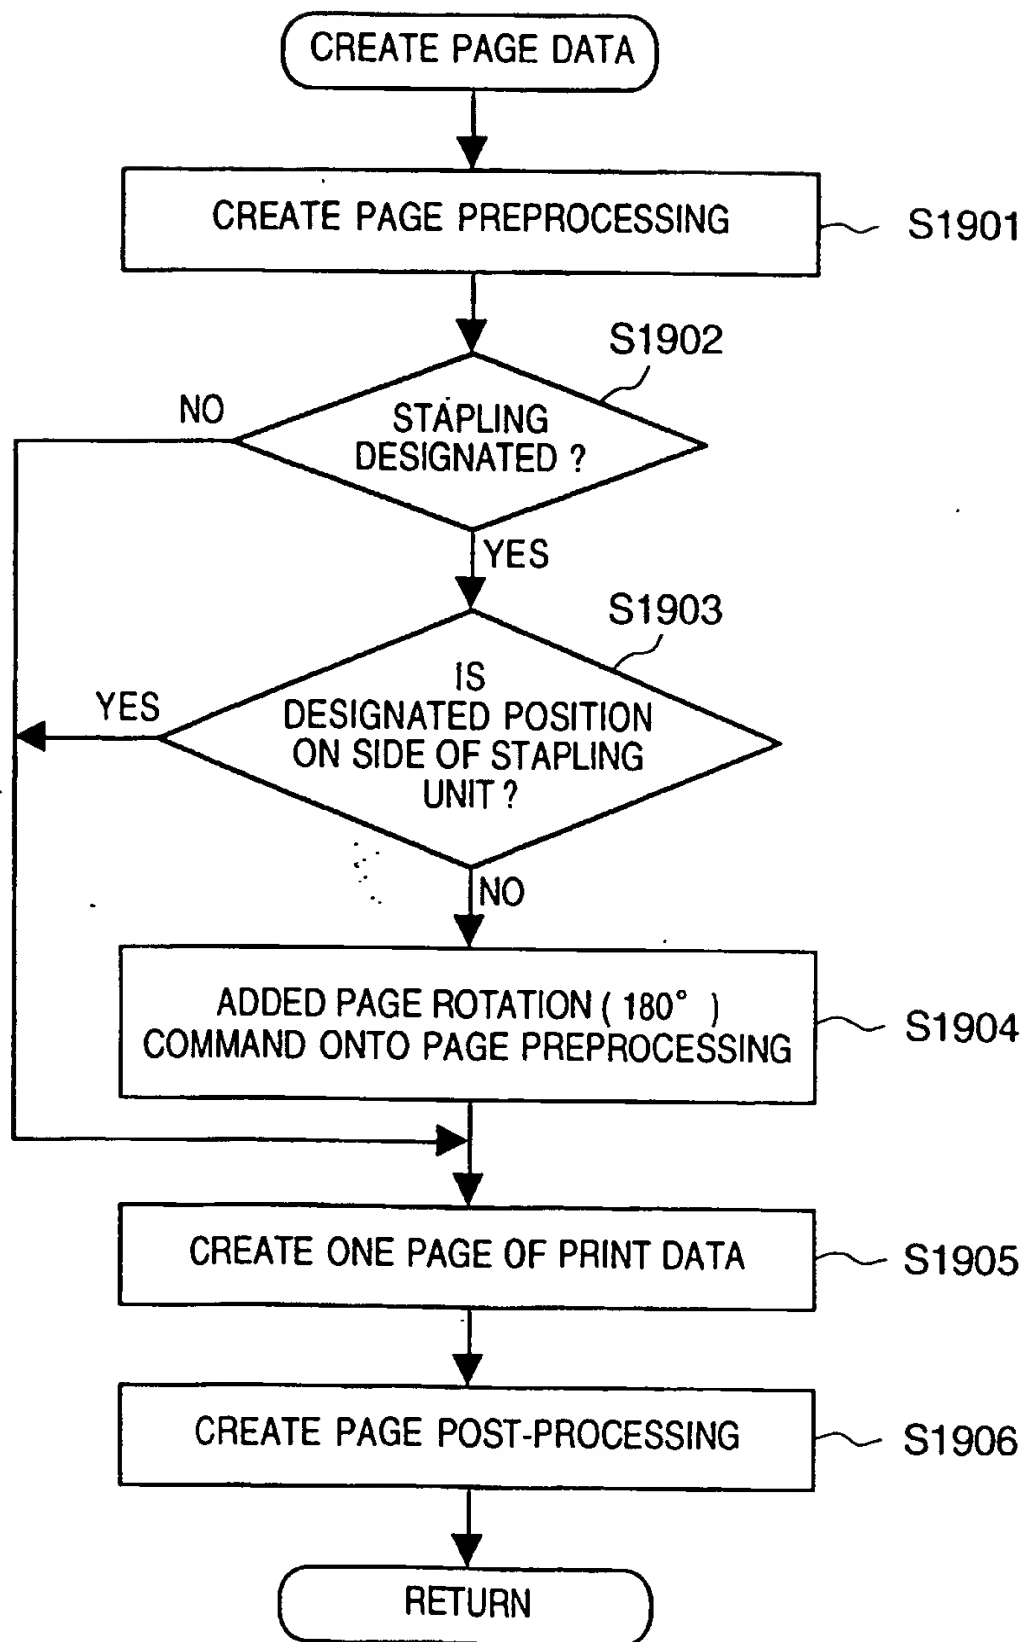 CREATE PAGE DATA
CREATE PAGE PREPROCESSING
S1901
S1902
NO
STAPLING
DESIGNATED ?
YES
S1903
YES
IS
DESIGNATED POSITION
ON SIDE OF STAPLING
UNIT ?
NO
ADDED PAGE ROTATION ( 180° )
COMMAND ONTO PAGE PREPROCESSING
S1904
CREATE ONE PAGE OF PRINT DATA
S1905
CREATE PAGE POST-PROCESSING
S1906
RETURN